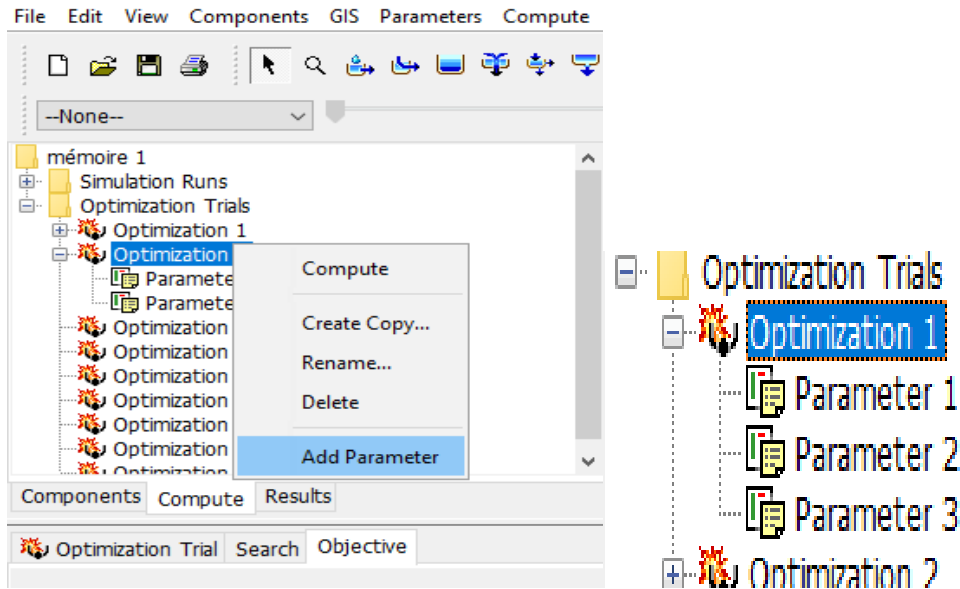 File Edit View Components GIS Parameters Compute
--None--
mémoire 1
Simulation Runs
Optimization Trials
Optimization 1
Optimization
Compute
Paramete
Paramete
Create Copy...
Optimization
Optimization
Rename...
Optimization
Optimization
Delete
Optimization
Optimization
Add Parameter
Optimization
Components Compute Results
Optimization Trial Search Objective
Optimization Trials
Optimization 1
Parameter 1
Parameter 2
Parameter 3
Optimization 2